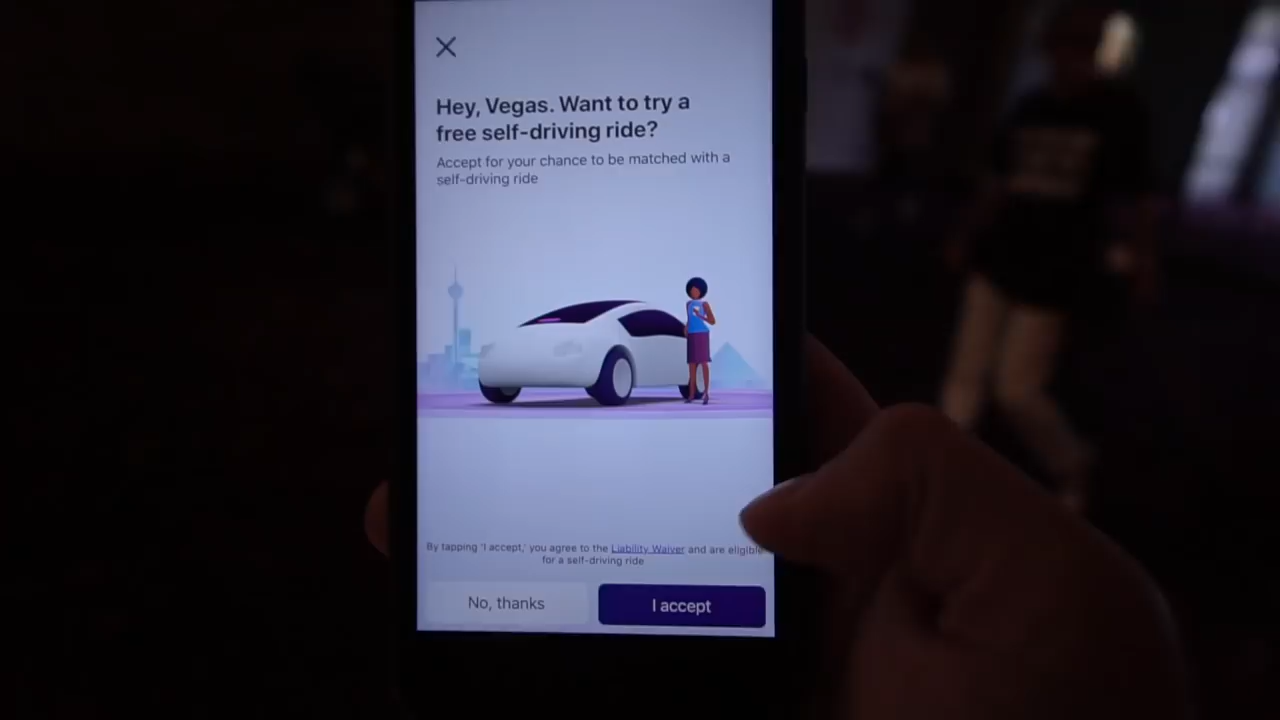 Hey, Vegas. Want to try a
free self-driving ride?
Accept for your chance to be matched with a
self-driving ride
By tapping 'I accept,' you agree to the Liability Waiver and are eligible
for a self-driving ride
No, thanks
I accept